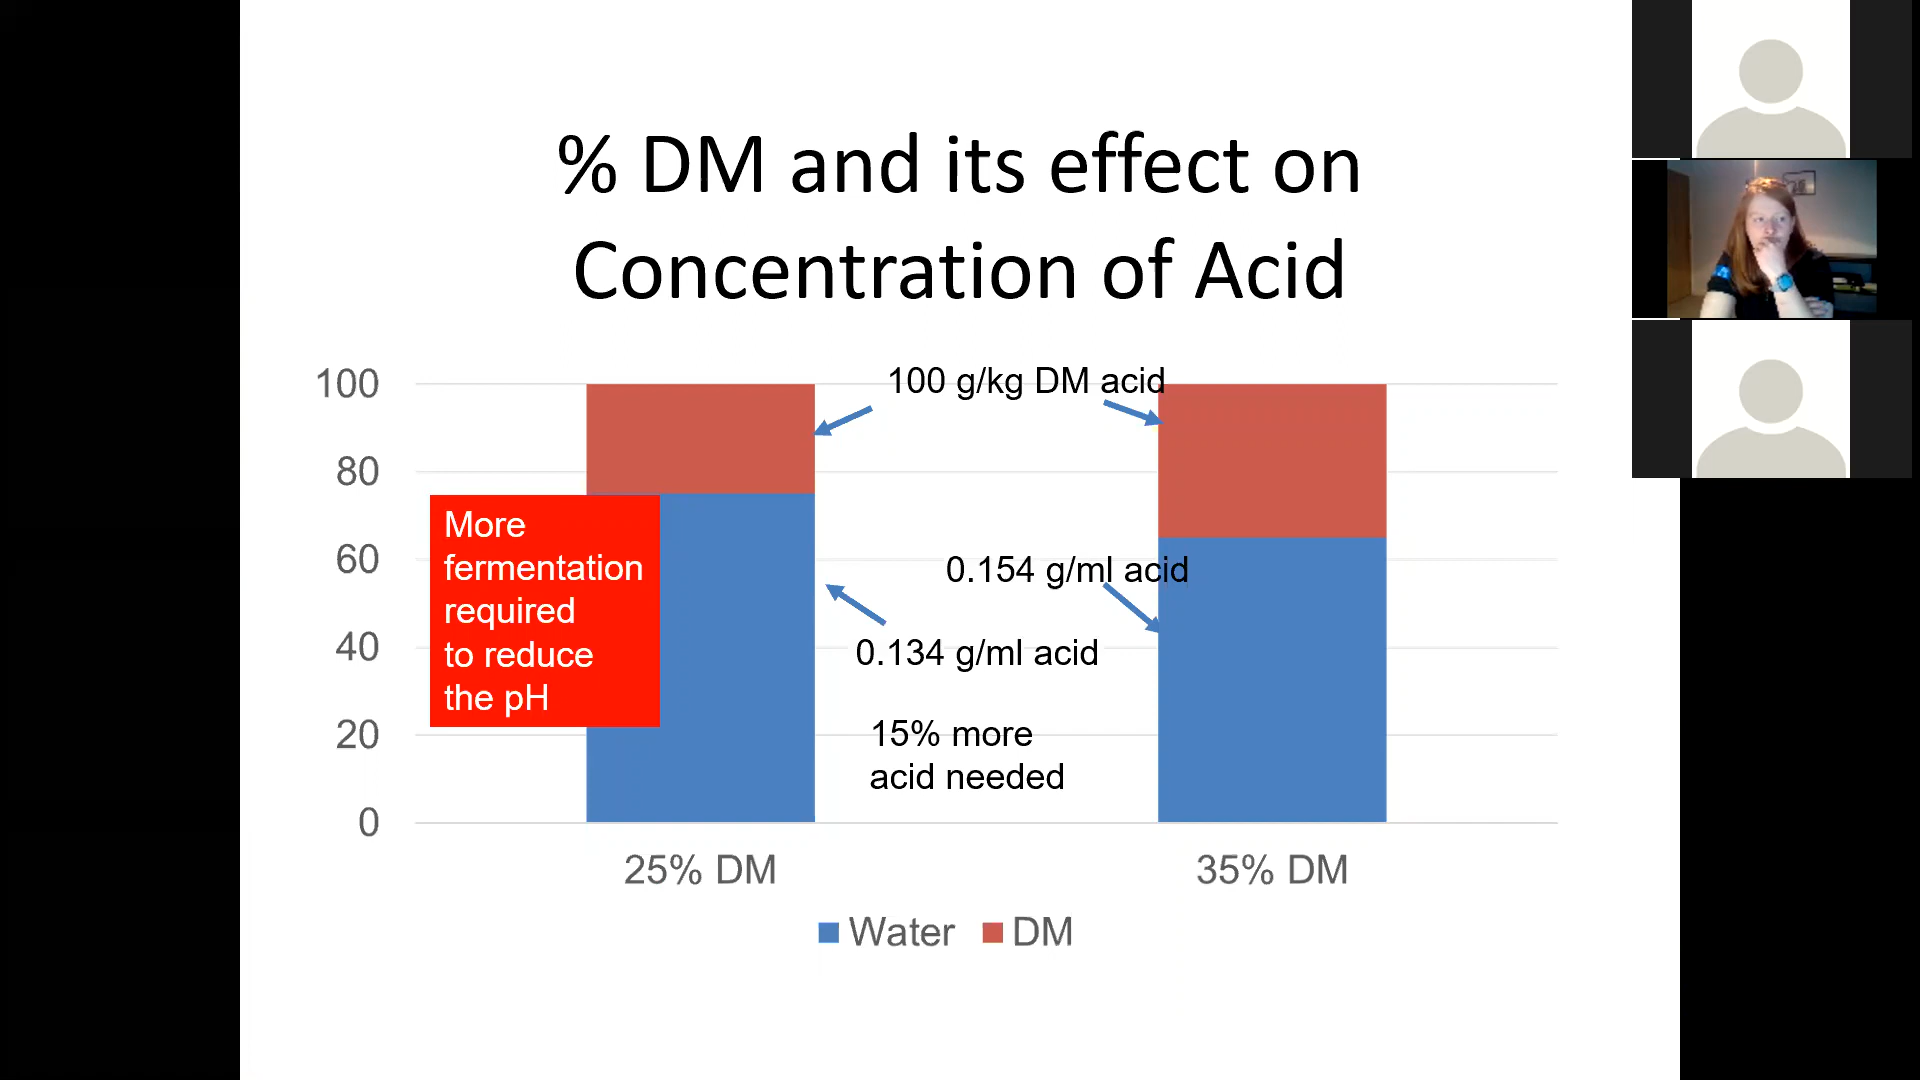 % DM and its effect on
Concentration of Acid
100 g/kg DM acid
100
80
60
40
20
0
More
fermentation
required
to reduce
the pH
0.154 g/ml acid
0.134 g/ml acid
15% more
acid needed
25% DM
35% DM
Water
DM